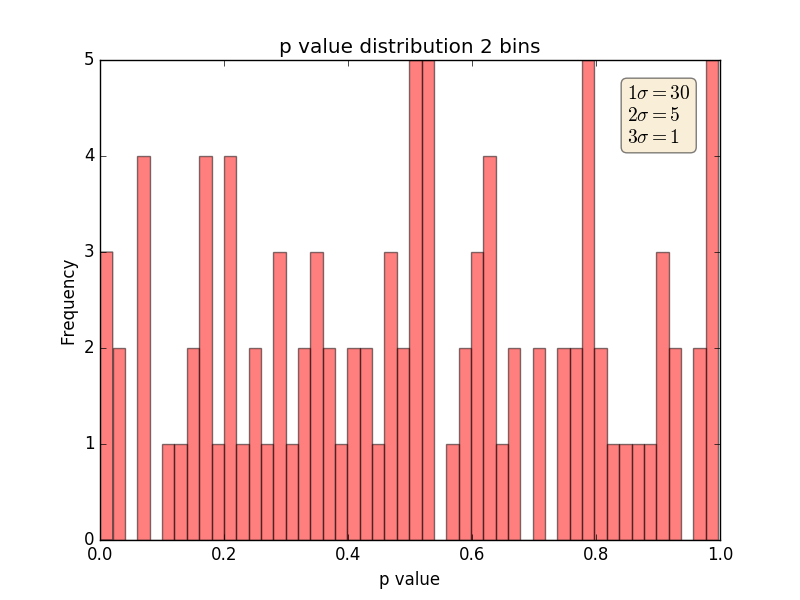 p value distribution 2 bins
1σ = 30
2σ = 5
3σ = 1
5
4
3
2
1
0
Frequency
0.0 0.2 0.4 0.6 0.8 1.0
p value